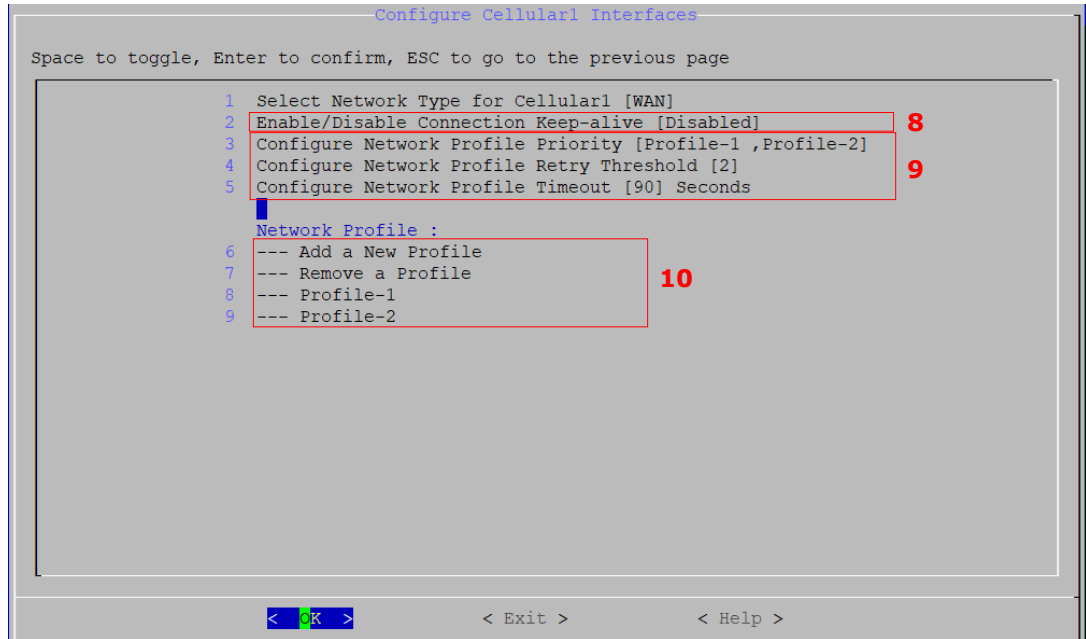 Configure Cellular1 Interfaces
Space to toggle, Enter to confirm, ESC to go to the previous page
1 Select Network Type for Cellular1 [WAN]
2 Enable/Disable Connection Keep-alive [Disabled] 8
3 Configure Network Profile Priority [Profile-1 ,Profile-2]
4 Configure Network Profile Retry Threshold [2] 9
5 Configure Network Profile Timeout [90] Seconds
Network Profile :
6 --- Add a New Profile
7 --- Remove a Profile 10
8 --- Profile-1
9 --- Profile-2
< OK > < Exit > < Help >